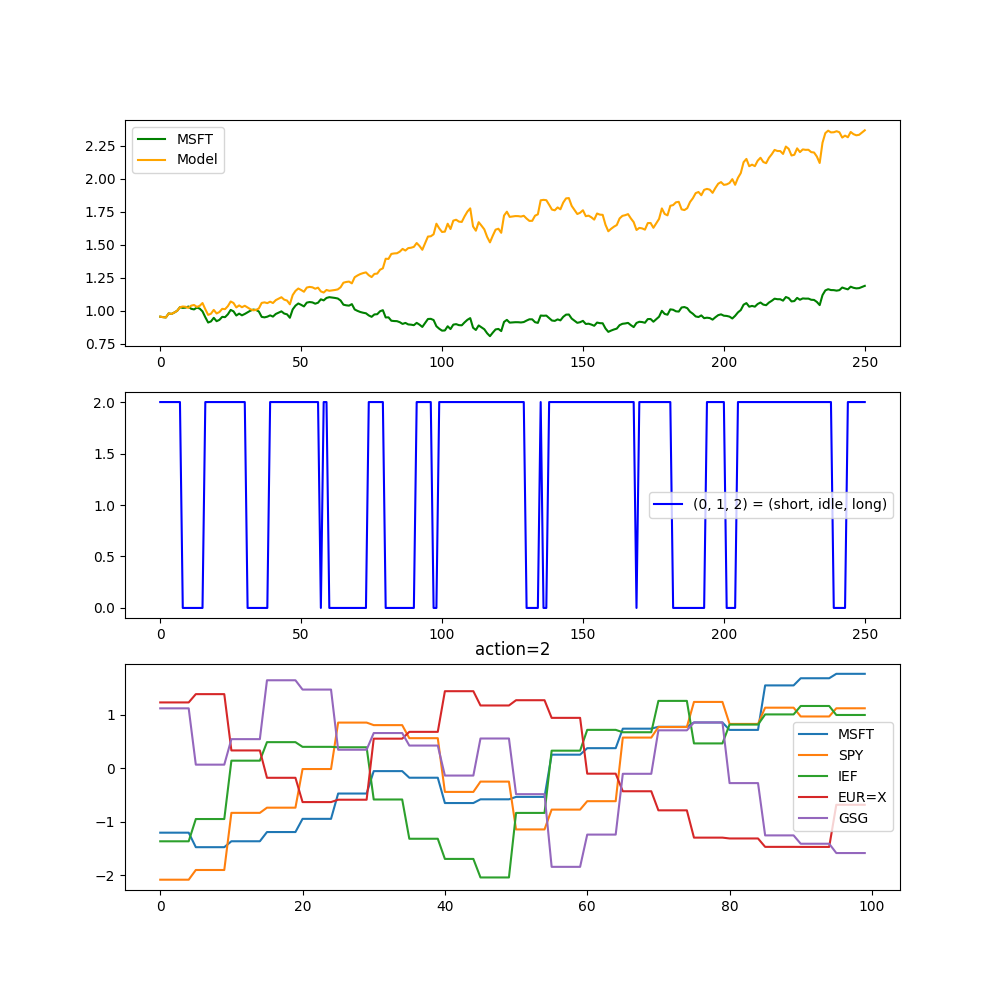 MSFT
Model
2.25
2.00
1.75
1.50
1.25
1.00
0.75
0 50 100 150 200 250
2.0
1.5
1.0
0.5
0.0
(0, 1, 2) = (short, idle, long)
0 50 100 150 200 250
action=2
1
0
−1
−2
MSFT
SPY
IEF
EUR=X
GSG
0 20 40 60 80 100